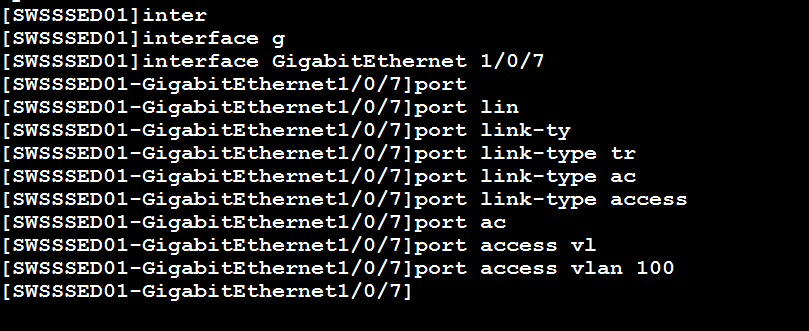 [SWSSSED01]inter
[SWSSSED01]interface g
[SWSSSED01]interface GigabitEthernet 1/0/7
[SWSSSED01-GigabitEthernet1/0/7]port
[SWSSSED01-GigabitEthernet1/0/7]port lin
[SWSSSED01-GigabitEthernet1/0/7]port link-ty
[SWSSSED01-GigabitEthernet1/0/7]port link-type tr
[SWSSSED01-GigabitEthernet1/0/7]port link-type ac
[SWSSSED01-GigabitEthernet1/0/7]port link-type access
[SWSSSED01-GigabitEthernet1/0/7]port ac
[SWSSSED01-GigabitEthernet1/0/7]port access vl
[SWSSSED01-GigabitEthernet1/0/7]port access vlan 100
[SWSSSED01-GigabitEthernet1/0/7]